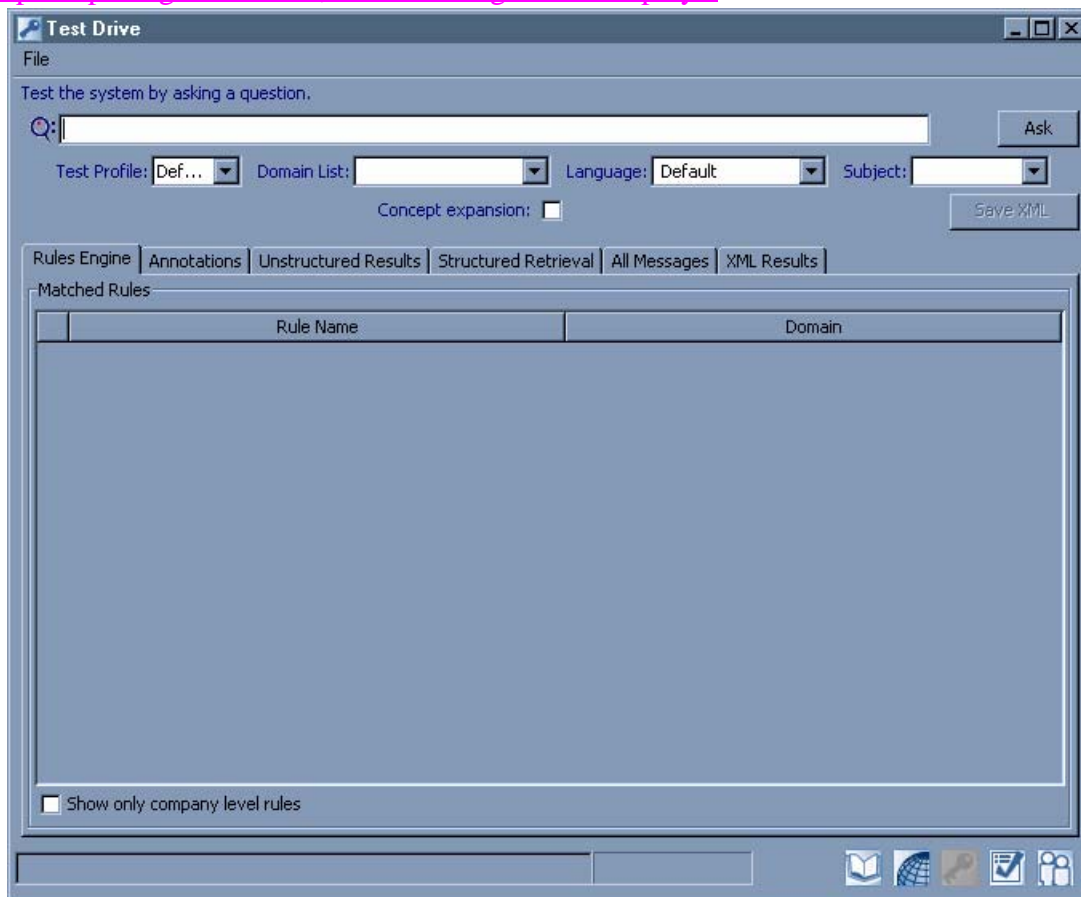 Test Drive
File
Test the system by asking a question.
Q:
Ask
Test Profile: Def... Domain List: Language: Default Subject:
Concept expansion:
Save XML
Rules Engine Annotations Unstructured Results Structured Retrieval All Messages XML Results
Matched Rules
Rule Name Domain
Show only company level rules